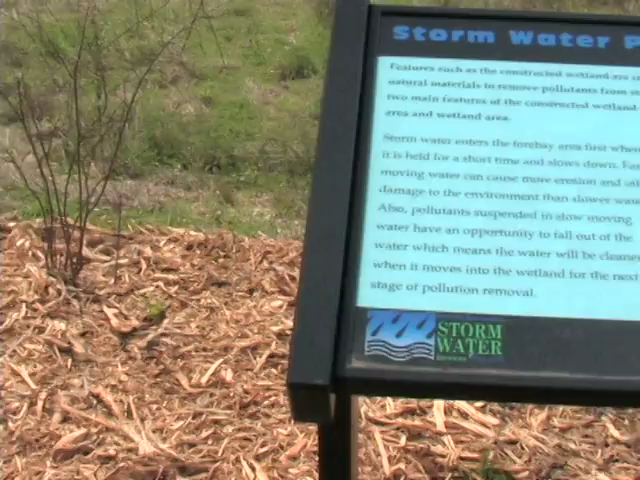 Storm Water P
Features such as the constructed wetland are
natural materials to remove pollutants from
two main features of the constructed wetland
area and wetland area.
Storm water enters the forebay area first when
it is held for a short time and slows down.
moving water can cause more erosion and
damage to the environment than slower
Also, pollutants suspended in slow moving
water have an opportunity to fall out of the
water which means the water will be cleaner
when it moves into the wetland for the next
stage of pollution removal.
STORM
WATER
Services